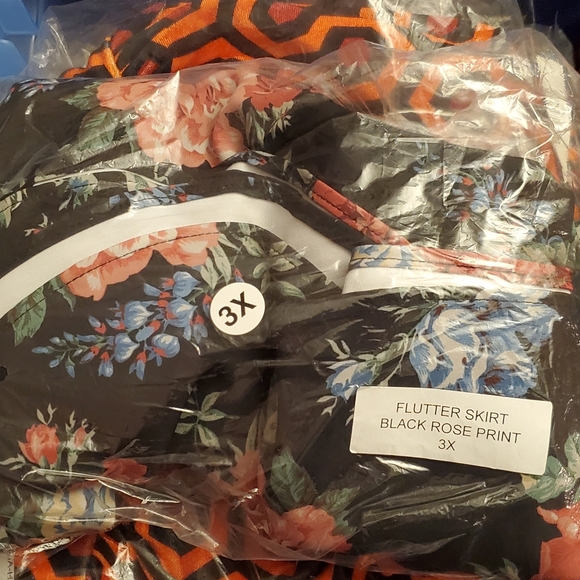 3X
FLUTTER SKIRT
BLACK ROSE PRINT
3X